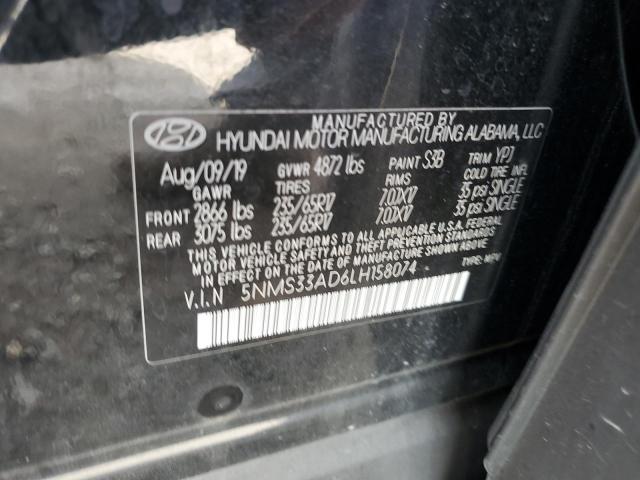 MANUFACTURED BY
HYUNDAI MOTOR MANUFACTURING ALABAMA, LLC
Aug/09/19 GVWR 4872 lbs PAINT S3B TRIM YPJ
GAWR TIRES RIMS COLD TIRE INFL
FRONT 2866 lbs 235/65R17 7.0JX17 35 psi SINGLE
REAR 3075 lbs 235/65R17 7.0JX17 35 psi SINGLE
THIS VEHICLE CONFORMS TO ALL APPLICABLE U.S.A. FEDERAL
MOTOR VEHICLE SAFETY AND THEFT PREVENTION STANDARDS
IN EFFECT ON THE DATE OF MANUFACTURE SHOWN ABOVE
V.I.N 5NMS33AD6LH158074 TYPE: MPV